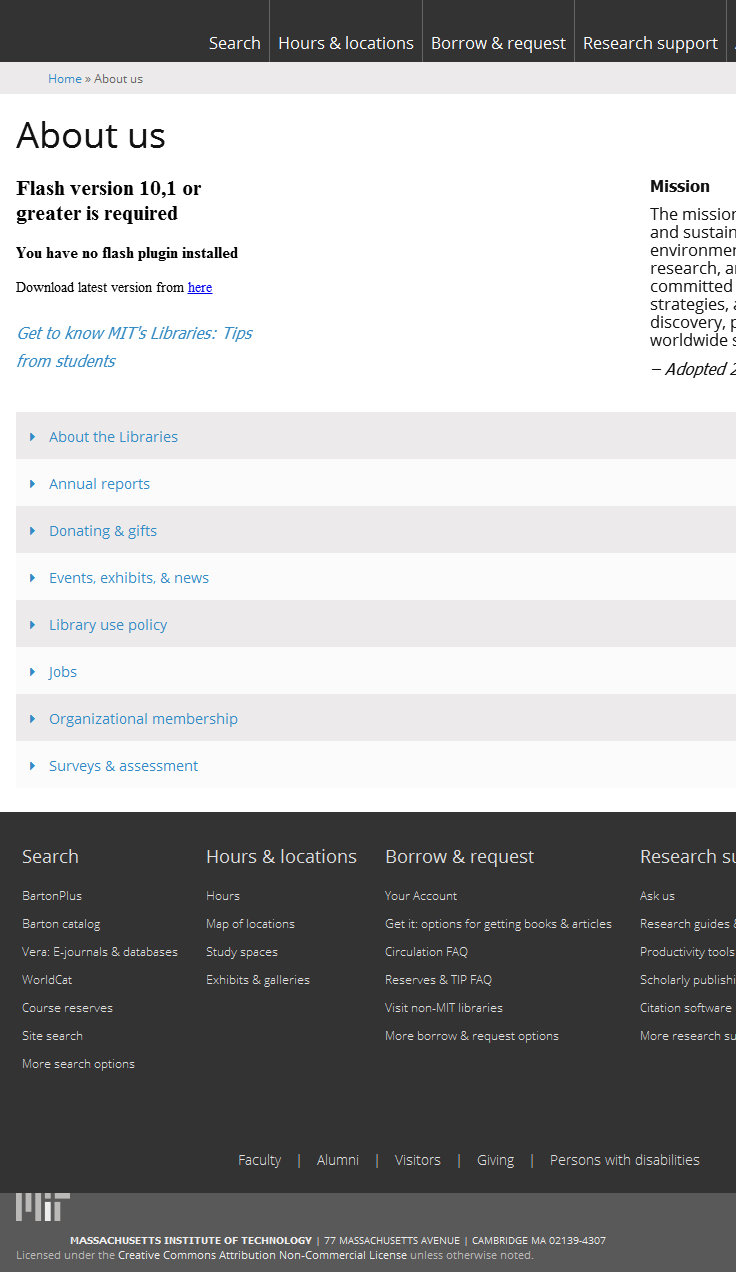 Search
Hours & locations
Borrow & request
Research support
Home » About us
About us
Flash version 10,1 or
greater is required
You have no flash plugin installed
Download latest version from here
Get to know MIT's Libraries: Tips
from students
Mission
The mission
and sustain
research, a
committed
strategies, a
discovery, p
worldwide s
– Adopted 2
About the Libraries
Annual reports
Donating & gifts
Events, exhibits, & news
Library use policy
Jobs
Organizational membership
Surveys & assessment
Search
BartonPlus
Barton catalog
Vera: E-journals & databases
WorldCat
Course reserves
Site search
More search options
Hours & locations
Hours
Map of locations
Study spaces
Exhibits & galleries
Borrow & request
Your Account
Get it: options for getting books & articles
Circulation FAQ
Reserves & TIP FAQ
Visit non-MIT libraries
More borrow & request options
Research su
Ask us
Research guides &
Productivity tools
Scholarly publishi
Citation software
More research su
Faculty | Alumni | Visitors | Giving | Persons with disabilities
MIT
MASSACHUSETTS INSTITUTE OF TECHNOLOGY | 77 MASSACHUSETTS AVENUE | CAMBRIDGE MA 02139-4307
Licensed under the Creative Commons Attribution Non-Commercial License unless otherwise noted.